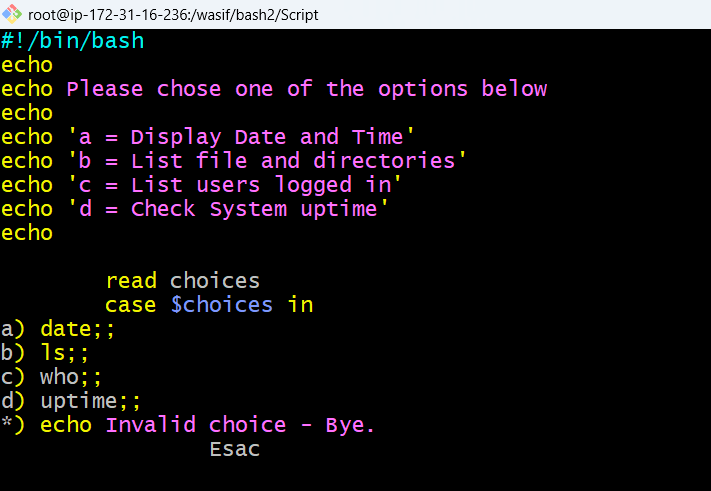 root@ip-172-31-16-236:/wasif/bash2/Script
#!/bin/bash
echo
echo Please chose one of the options below
echo
echo 'a = Display Date and Time'
echo 'b = List file and directories'
echo 'c = List users logged in'
echo 'd = Check System uptime'
echo
read choices
case $choices in
a) date;;
b) ls;;
c) who;;
d) uptime;;
*) echo Invalid choice - Bye.
Esac